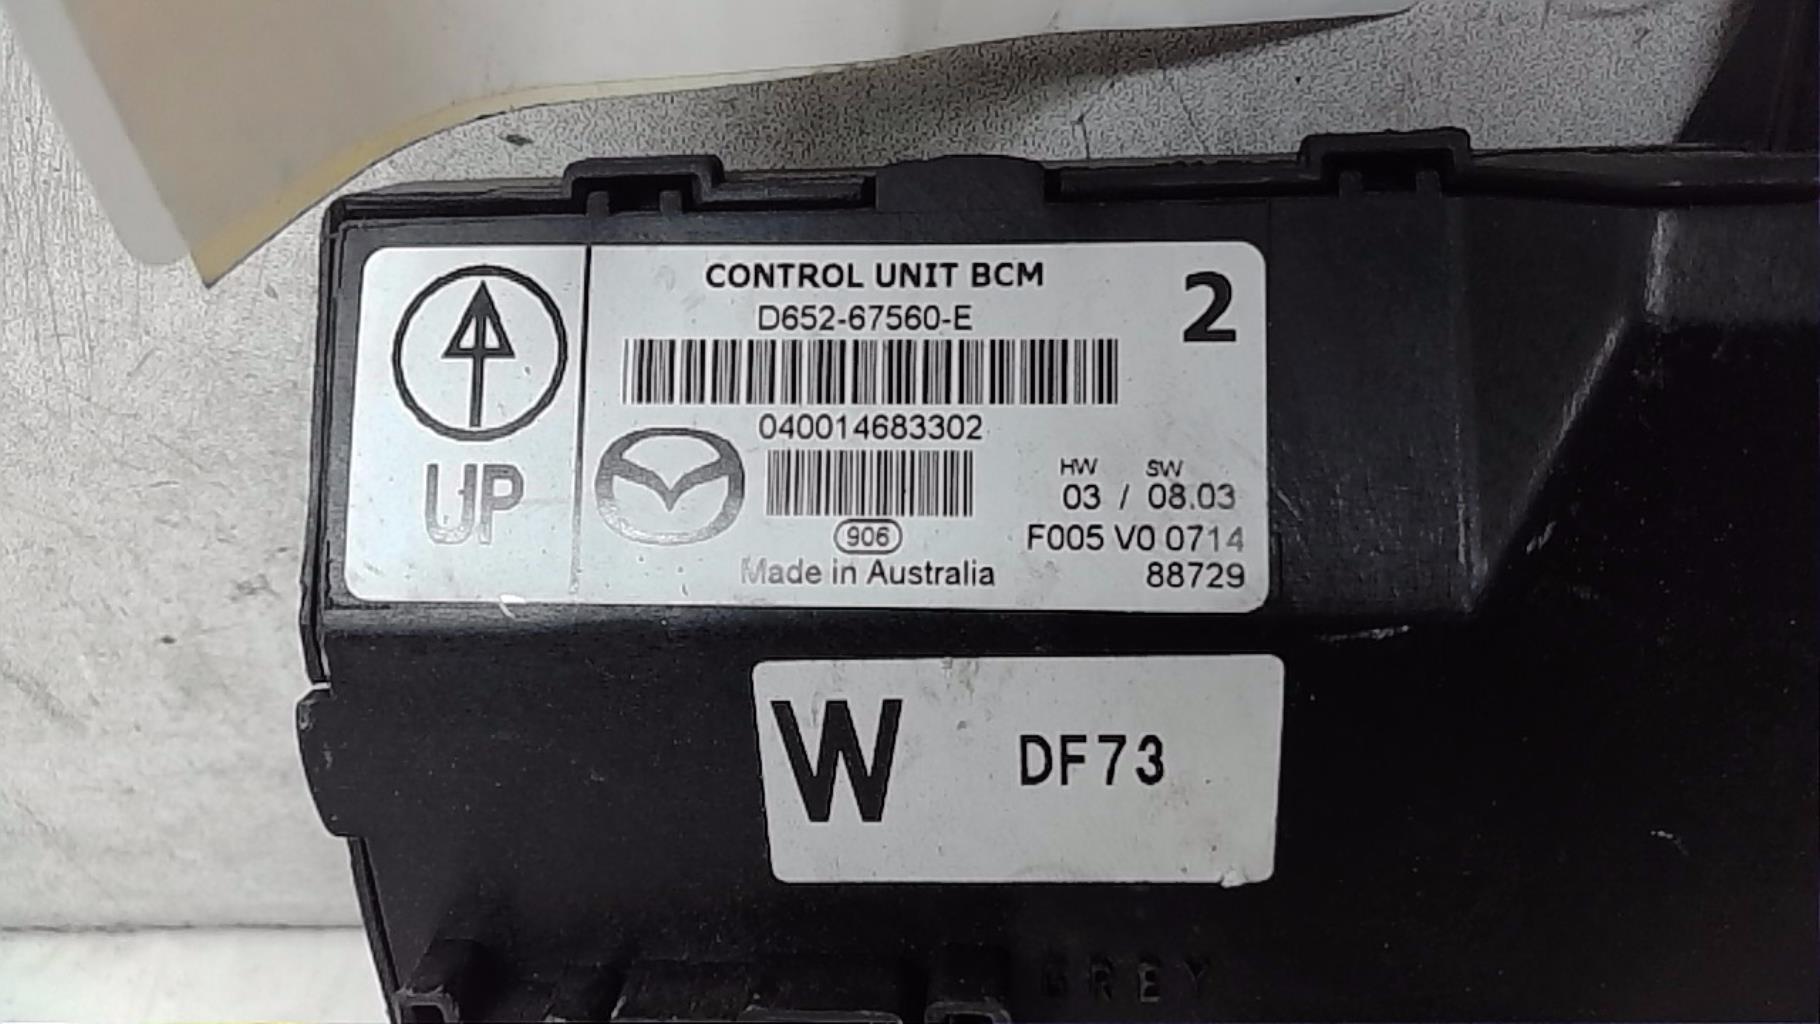 UP
CONTROL UNIT BCM
2
D652-67560-E
040014683302
HW SW
03 / 08.03
906
F005 V0 0714
Made in Australia
88729
W DF73
GREY